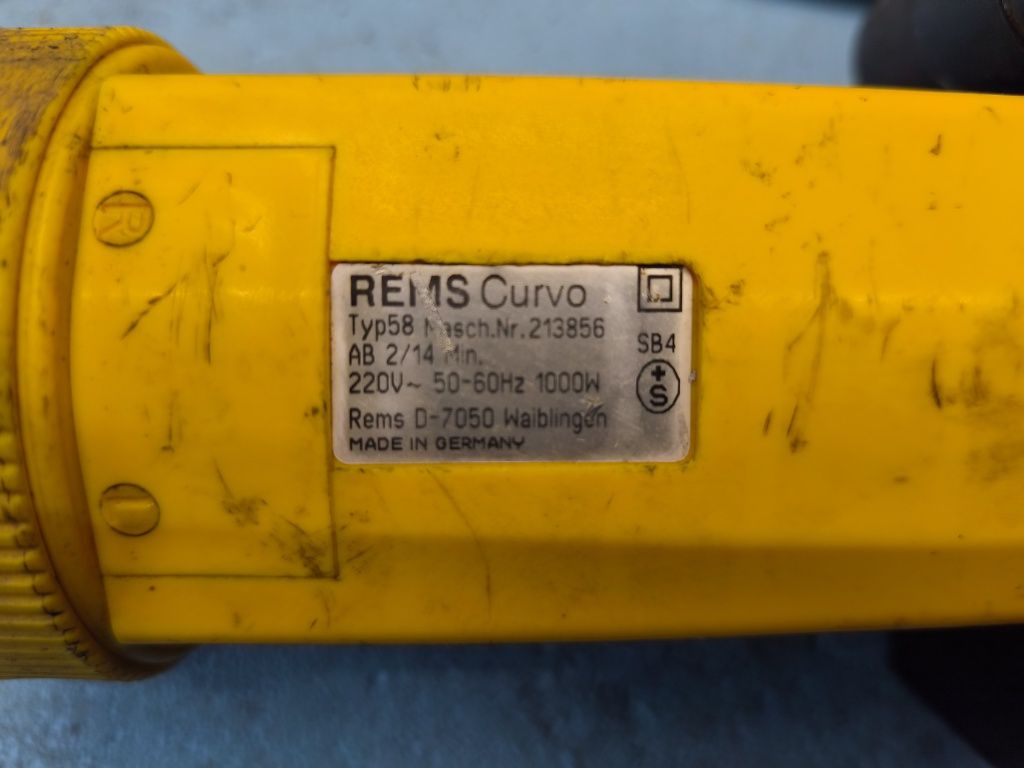 REMS Curvo
Typ58 Masch.Nr. 213856
AB 2/14 Min.
SB4
220V~ 50-60Hz 1000W
+S
Rems D-7050 Waiblingen
MADE IN GERMANY
R
L